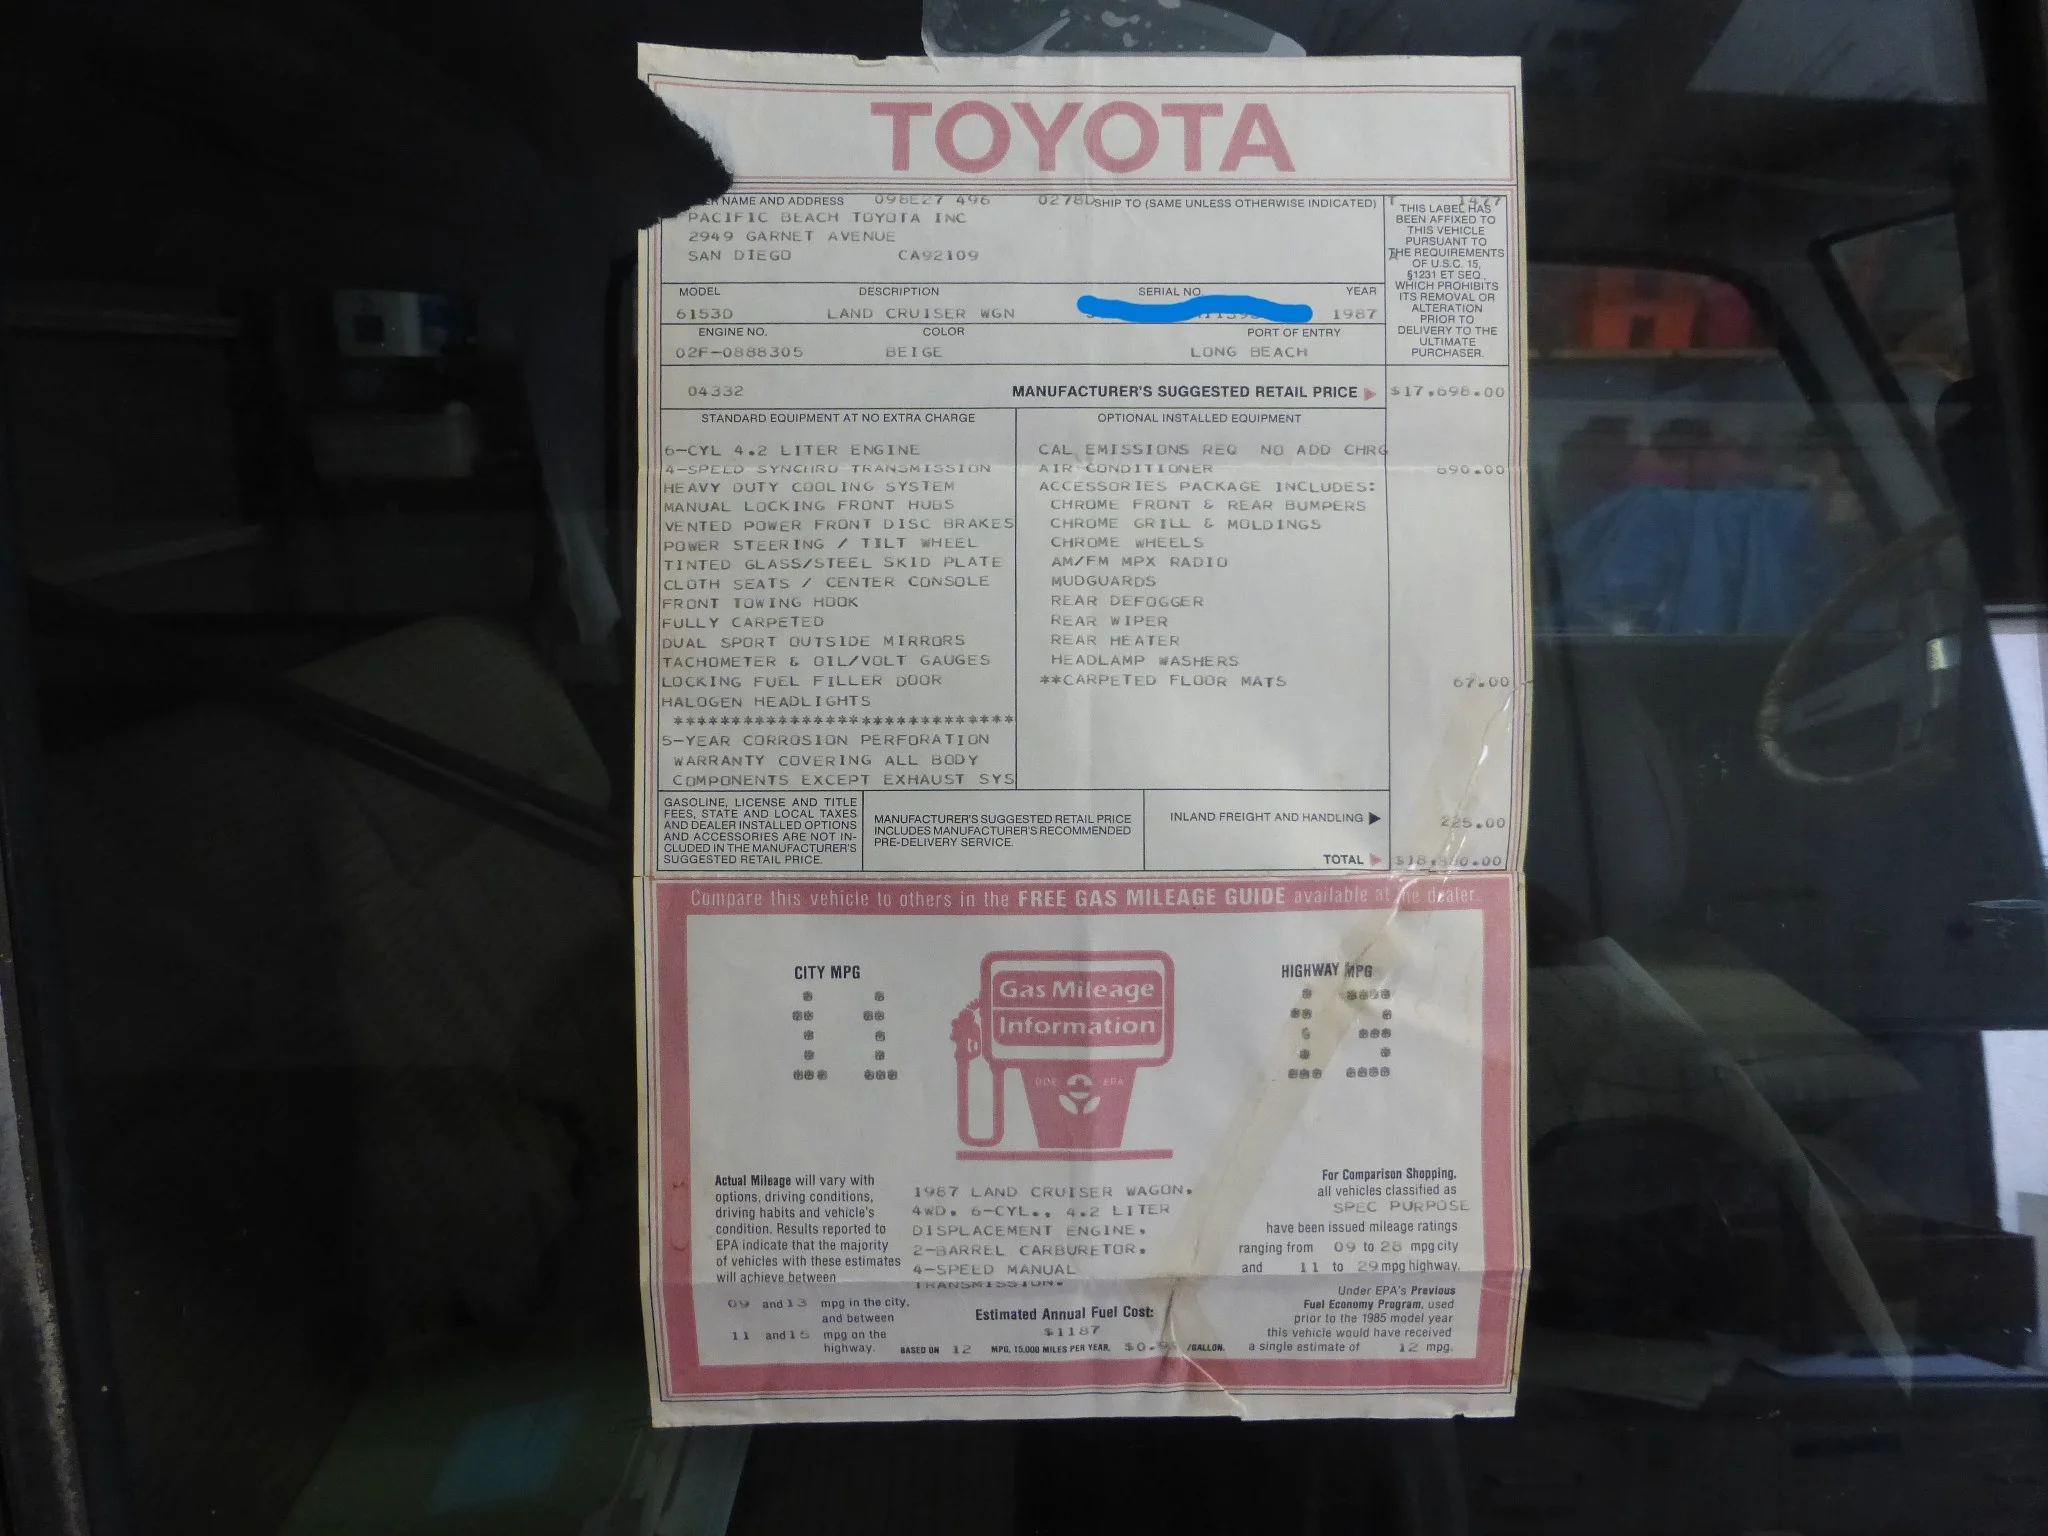 TOYOTA
NAME AND ADDRESS 098E27 496 0278D SHIP TO (SAME UNLESS OTHERWISE INDICATED) 1477
PACIFIC BEACH TOYOTA INC
2949 GARNET AVENUE
SAN DIEGO CA92109
THIS LABEL HAS
BEEN AFFIXED TO
THIS VEHICLE
PURSUANT TO
THE REQUIREMENTS
OF U.S.C. 15,
§1231 ET SEQ.,
WHICH PROHIBITS
ITS REMOVAL OR
ALTERATION
PRIOR TO
DELIVERY TO THE
ULTIMATE
PURCHASER.
MODEL DESCRIPTION SERIAL NO. YEAR
6153D LAND CRUISER WGN 1987
ENGINE NO. COLOR PORT OF ENTRY
02F-0888305 BEIGE LONG BEACH
04332 MANUFACTURER'S SUGGESTED RETAIL PRICE $17,698.00
STANDARD EQUIPMENT AT NO EXTRA CHARGE
6-CYL 4.2 LITER ENGINE
4-SPEED SYNCHRO TRANSMISSION
HEAVY DUTY COOLING SYSTEM
MANUAL LOCKING FRONT HUBS
VENTED POWER FRONT DISC BRAKES
POWER STEERING / TILT WHEEL
TINTED GLASS/STEEL SKID PLATE
CLOTH SEATS / CENTER CONSOLE
FRONT TOWING HOOK
FULLY CARPETED
DUAL SPORT OUTSIDE MIRRORS
TACHOMETER & OIL/VOLT GAUGES
LOCKING FUEL FILLER DOOR
HALOGEN HEADLIGHTS
*****************************
5-YEAR CORROSION PERFORATION
WARRANTY COVERING ALL BODY
COMPONENTS EXCEPT EXHAUST SYS
OPTIONAL INSTALLED EQUIPMENT
CAL EMISSIONS REQ NO ADD CHRG
AIR CONDITIONER 890.00
ACCESSORIES PACKAGE INCLUDES:
CHROME FRONT & REAR BUMPERS
CHROME GRILL & MOLDINGS
CHROME WHEELS
AM/FM MPX RADIO
MUDGUARDS
REAR DEFOGGER
REAR WIPER
REAR HEATER
HEADLAMP WASHERS
**CARPETED FLOOR MATS 67.00
GASOLINE, LICENSE AND TITLE
FEES, STATE AND LOCAL TAXES
AND DEALER INSTALLED OPTIONS
AND ACCESSORIES ARE NOT IN-
CLUDED IN THE MANUFACTURER'S
SUGGESTED RETAIL PRICE.
MANUFACTURER'S SUGGESTED RETAIL PRICE
INCLUDES MANUFACTURER'S RECOMMENDED
PRE-DELIVERY SERVICE.
INLAND FREIGHT AND HANDLING 225.00
TOTAL $18,880.00
Compare this vehicle to others in the FREE GAS MILEAGE GUIDE available at the dealer.
CITY MPG
11
Gas Mileage
Information
DOE EPA
HIGHWAY MPG
13
Actual Mileage will vary with
options, driving conditions,
driving habits and vehicle's
condition. Results reported to
EPA indicate that the majority
of vehicles with these estimates
will achieve between
09 and 13 mpg in the city,
and between
11 and 15 mpg on the
highway.
1987 LAND CRUISER WAGON,
4WD. 6-CYL., 4.2 LITER
DISPLACEMENT ENGINE.
2-BARREL CARBURETOR.
4-SPEED MANUAL
TRANSMISSION.
Estimated Annual Fuel Cost:
$1187
BASED ON 12 MPG, 15,000 MILES PER YEAR, /GALLON.
For Comparison Shopping,
all vehicles classified as
SPEC PURPOSE
have been issued mileage ratings
ranging from 09 to 28 mpg city
and 11 to 29 mpg highway.
Under EPA's Previous
Fuel Economy Program, used
prior to the 1985 model year
this vehicle would have received
a single estimate of 12 mpg.